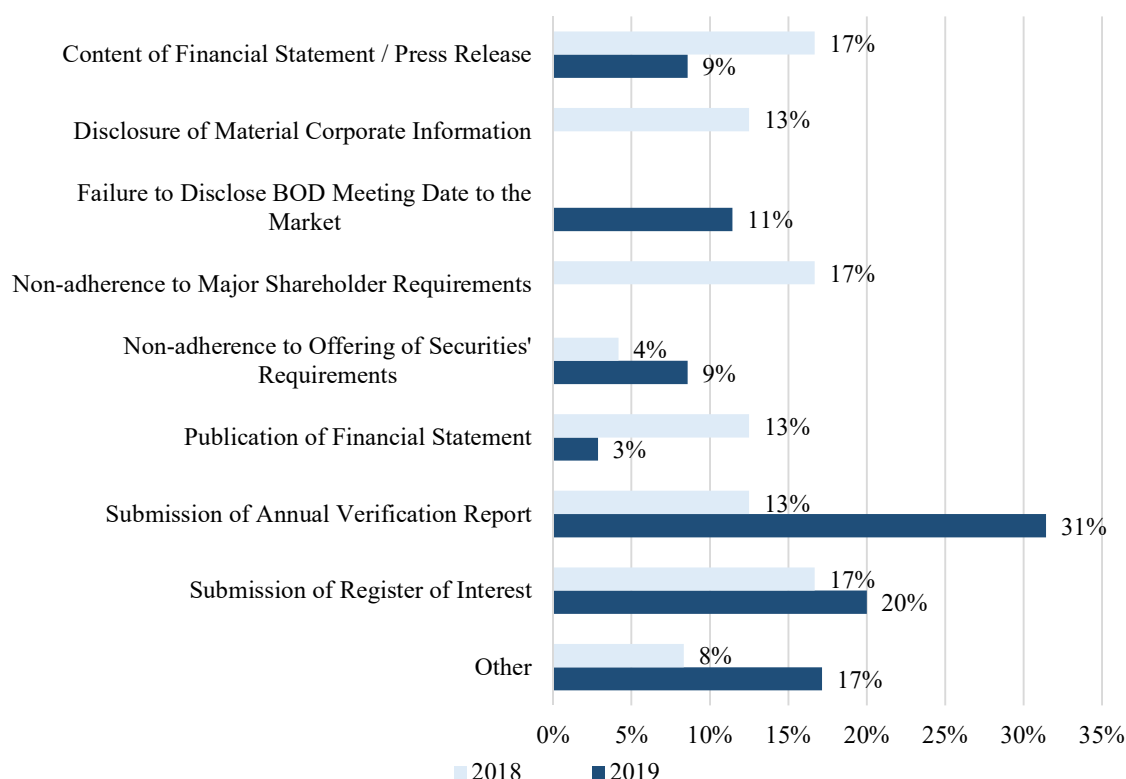 Content of Financial Statement / Press Release
17%
9%
Disclosure of Material Corporate Information
13%
Failure to Disclose BOD Meeting Date to the
Market
11%
Non-adherence to Major Shareholder Requirements
17%
Non-adherence to Offering of Securities'
Requirements
4%
9%
Publication of Financial Statement
13%
3%
Submission of Annual Verification Report
13%
31%
Submission of Register of Interest
17%
20%
Other
8%
17%
0% 5% 10% 15% 20% 25% 30% 35%
2018 2019